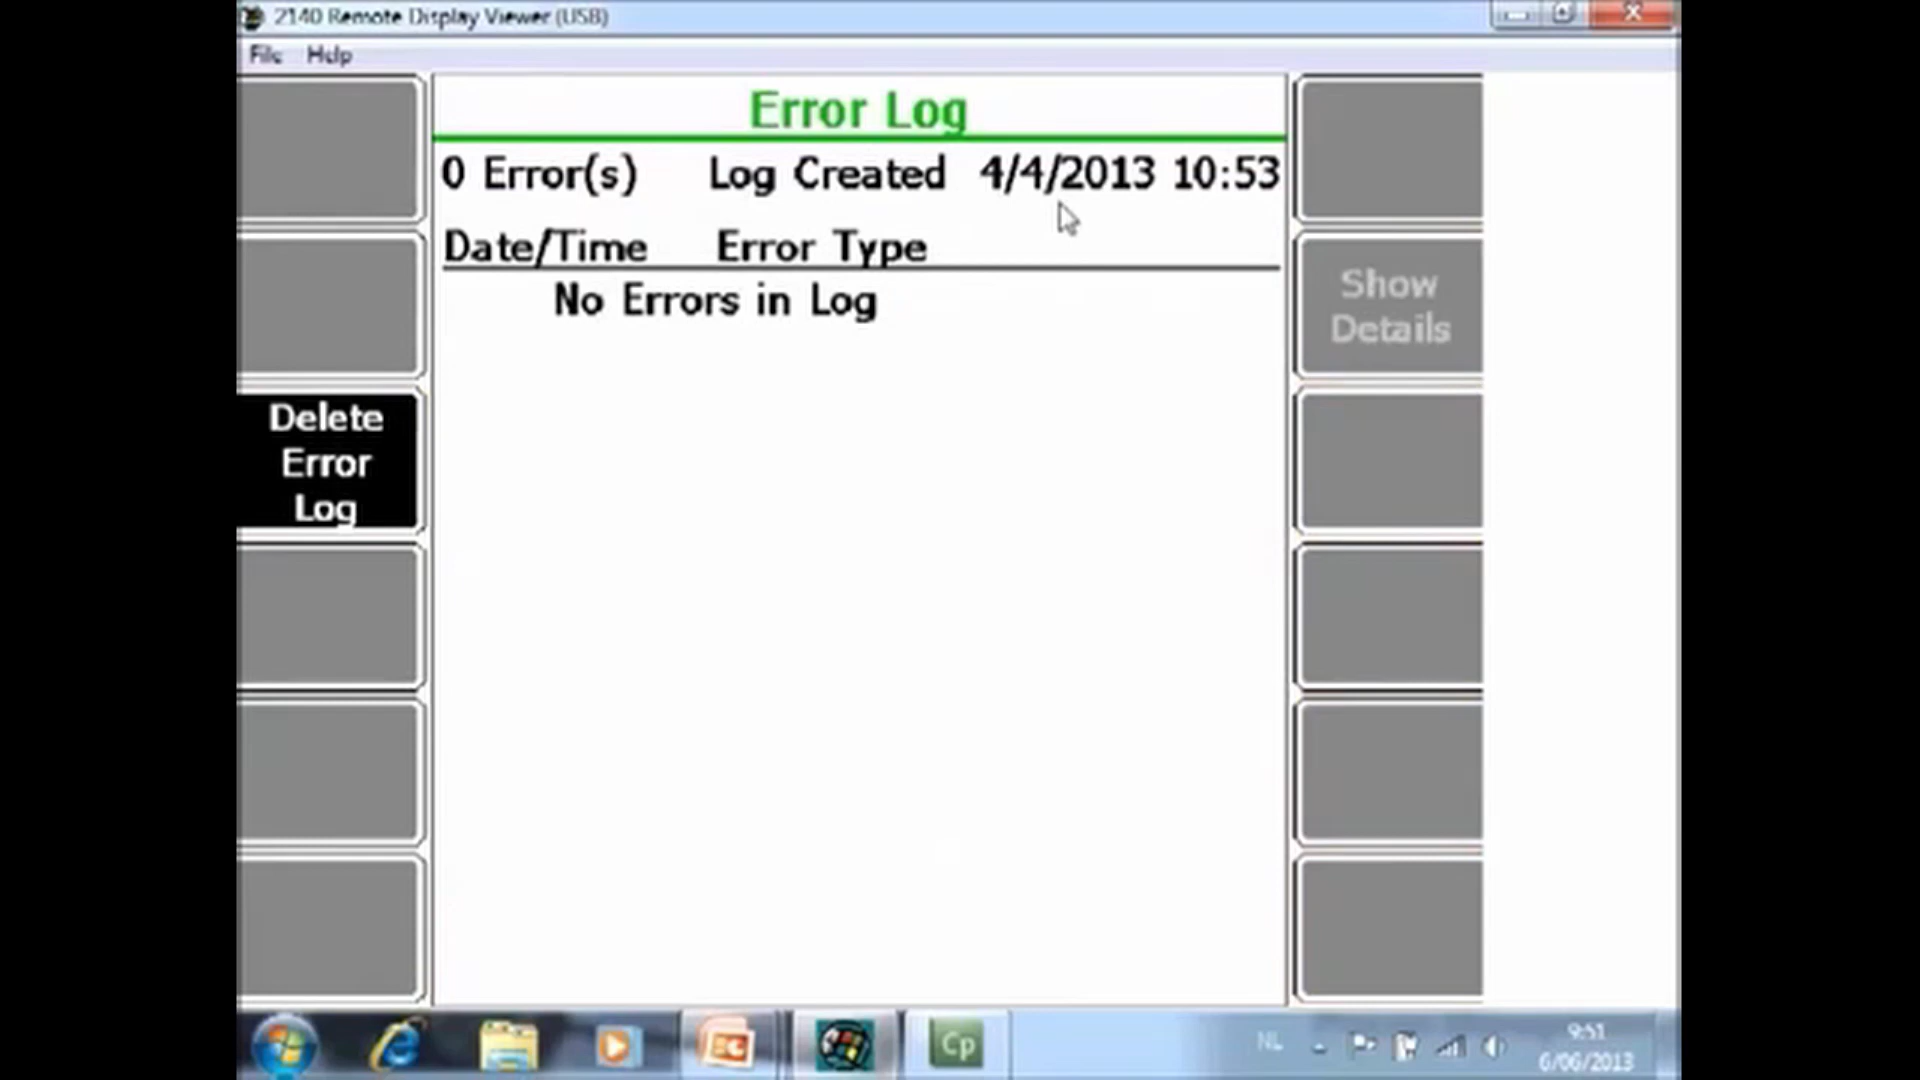 2140 Remote Display Viewer (USB)
File Help
Error Log
0 Error(s) Log Created 4/4/2013 10:53
Date/Time Error Type
No Errors in Log
Show
Details
Delete
Error
Log
Cp
NL
9:51
6/06/2013